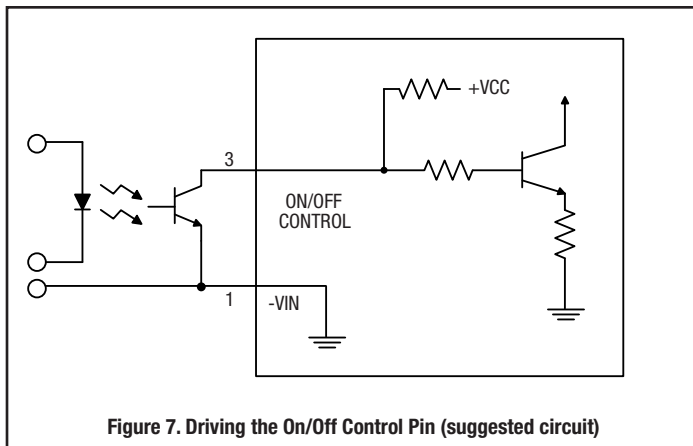 +VCC
3
ON/OFF
CONTROL
1
-VIN
Figure 7. Driving the On/Off Control Pin (suggested circuit)